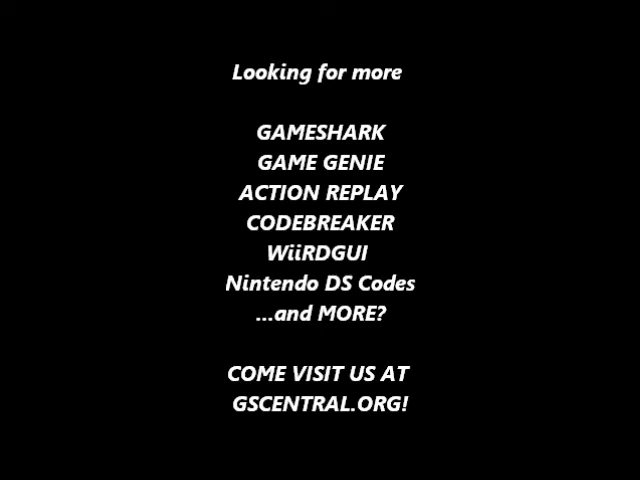 Looking for more
GAMESHARK
GAME GENIE
ACTION REPLAY
CODEBREAKER
WiiRDGUI
Nintendo DS Codes
...and MORE?
COME VISIT US AT
GSCENTRAL.ORG!